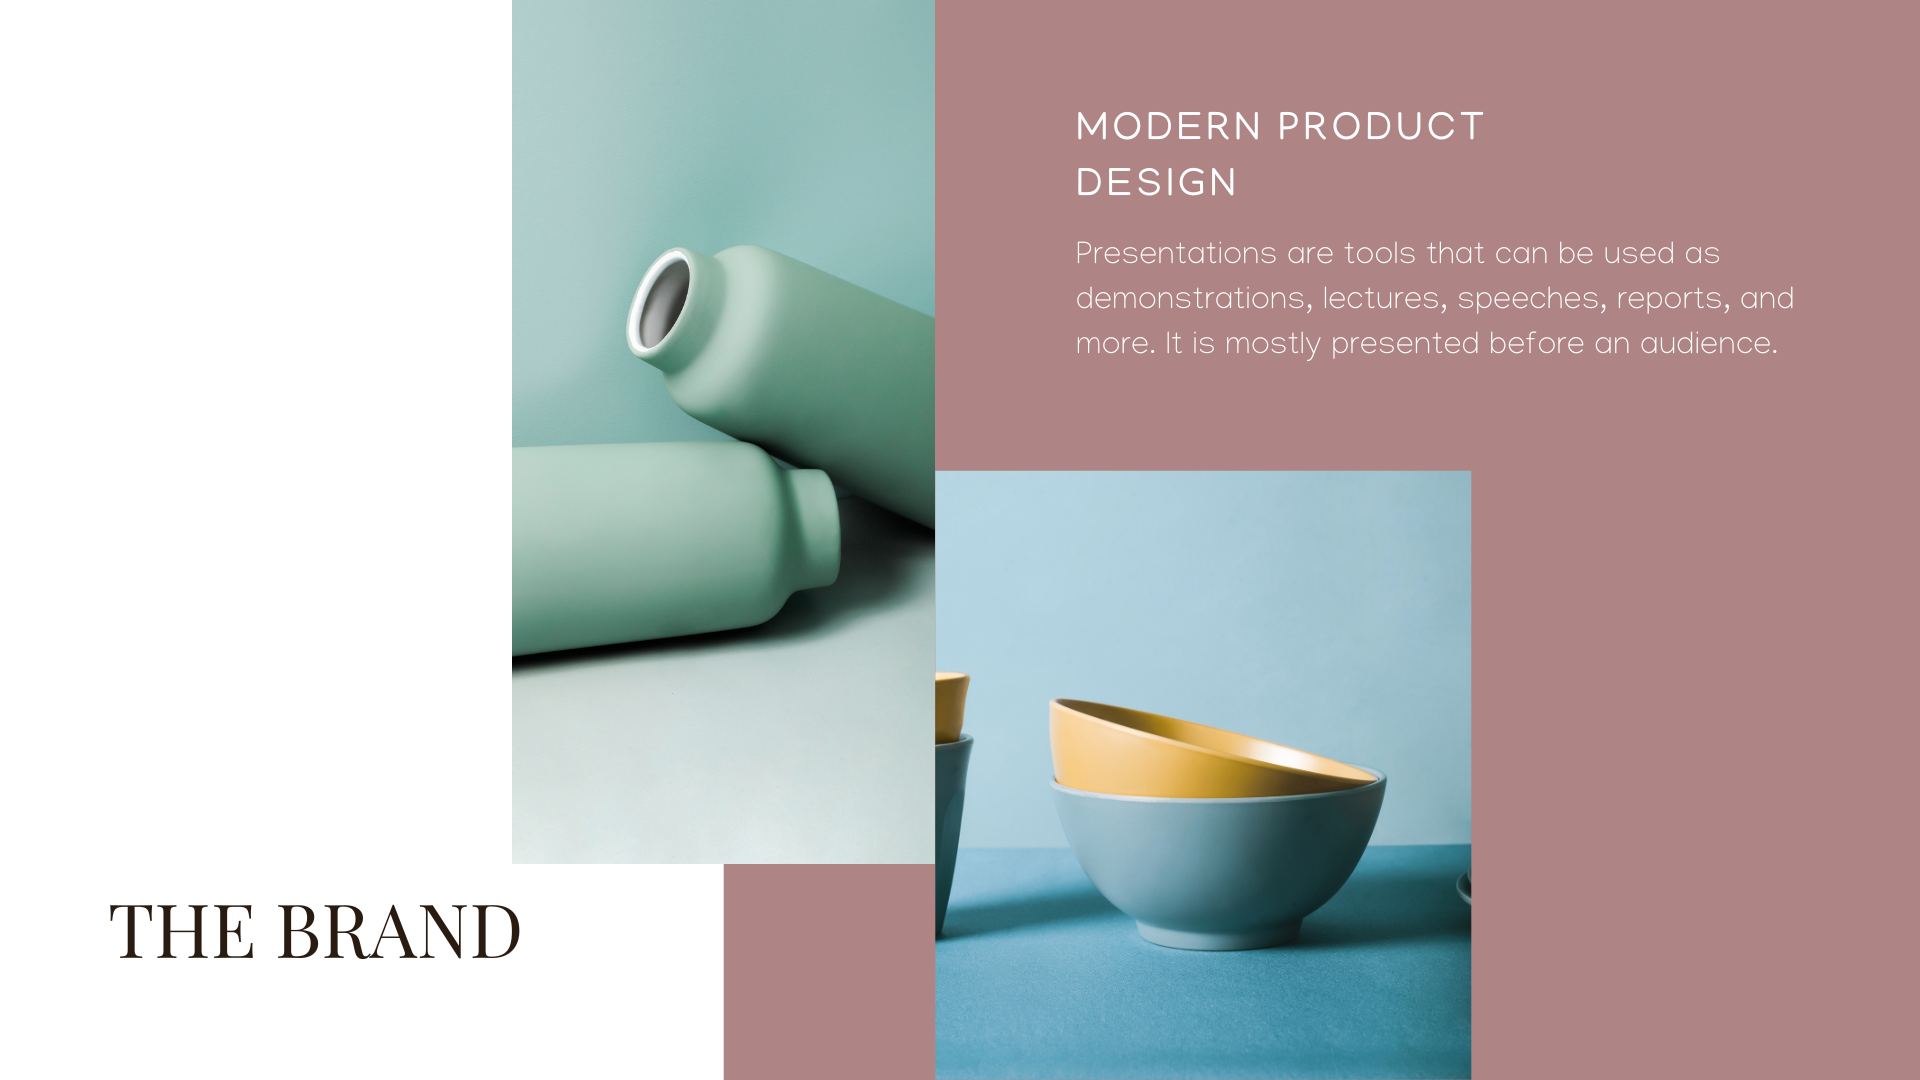 MODERN PRODUCT
DESIGN
Presentations are tools that can be used as
demonstrations, lectures, speeches, reports, and
more. It is mostly presented before an audience.
THE BRAND